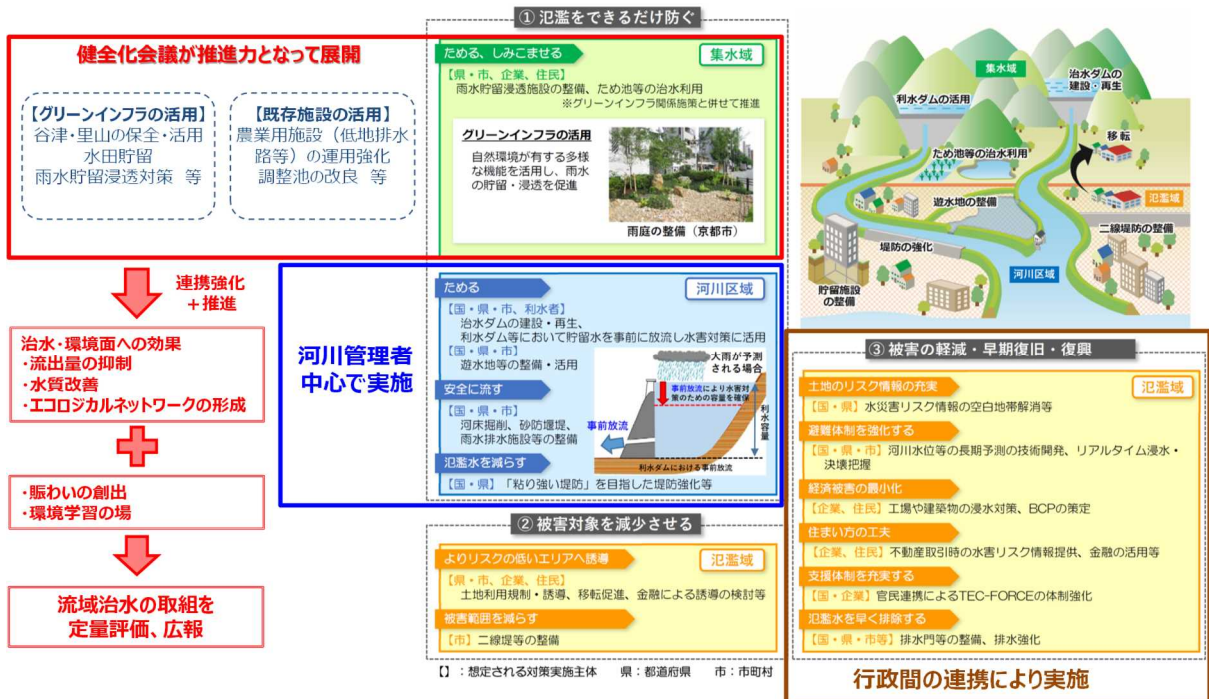 ① 氾濫をできるだけ防ぐ
健全化会議が推進力となって展開
【グリーンインフラの活用】
谷津・里山の保全・活用
水田貯留
雨水貯留浸透対策 等
【既存施設の活用】
農業用施設（低地排水
路等）の運用強化
調整池の改良 等
ためる、しみこませる
集水域
【県・市、企業、住民】
雨水貯留浸透施設の整備、ため池等の治水利用
※グリーンインフラ関係施策と併せて推進
グリーンインフラの活用
自然環境が有する多様
な機能を活用し、雨水
の貯留・浸透を促進
雨庭の整備（京都市）
連携強化
＋推進
治水・環境面への効果
・流出量の抑制
・水質改善
・エコロジカルネットワークの形成
・賑わいの創出
・環境学習の場
流域治水の取組を
定量評価、広報
河川管理者
中心で実施
ためる
河川区域
【国・県・市、利水者】
治水ダムの建設・再生、
利水ダム等において貯留水を事前に放流し水害対策に活用
【国・県・市】
遊水地等の整備・活用
安全に流す
【国・県・市】
河床掘削、砂防堰堤、
雨水排水施設等の整備
氾濫水を減らす
【国・県】「粘り強い堤防」を目指した堤防強化等
大雨が予測
される場合
事前放流により水害対
策のための容量を確保
利水容量
事前放流
利水ダムにおける事前放流
② 被害対象を減少させる
よりリスクの低いエリアへ誘導
氾濫域
【県・市、企業、住民】
土地利用規制・誘導、移転促進、金融による誘導の検討等
被害範囲を減らす
【市】二線堤等の整備
【】：想定される対策実施主体 県：都道府県 市：市町村
集水域
治水ダムの
建設・再生
利水ダムの活用
移転
ため池等の治水利用
氾濫域
遊水地の整備
二線堤防の整備
堤防の強化
河川区域
貯留施設
の整備
③ 被害の軽減・早期復旧・復興
土地のリスク情報の充実
氾濫域
【国・県】水災害リスク情報の空白地帯解消等
避難体制を強化する
【国・県・市】河川水位等の長期予測の技術開発、リアルタイム浸水・
決壊把握
経済被害の最小化
【企業、住民】工場や建築物の浸水対策、BCPの策定
住まい方の工夫
【企業、住民】不動産取引時の水害リスク情報提供、金融の活用等
支援体制を充実する
【国・企業】官民連携によるTEC-FORCEの体制強化
氾濫水を早く排除する
【国・県・市等】排水門等の整備、排水強化
行政間の連携により実施